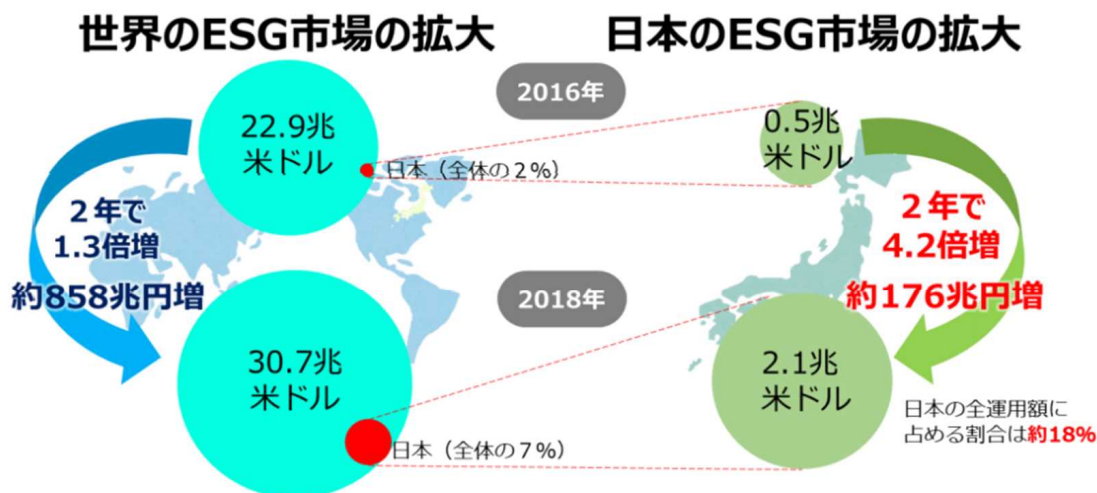 世界のESG市場の拡大
日本のESG市場の拡大
2016年
22.9兆
米ドル
0.5兆
米ドル
日本（全体の２%）
２年で
1.3倍増
約858兆円増
２年で
4.2倍増
約176兆円増
2018年
30.7兆
米ドル
2.1兆
米ドル
日本（全体の７%）
日本の全運用額に
占める割合は約18%